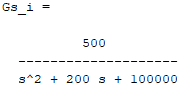 Gs_i =
500
--------------------
s^2 + 200 s + 100000